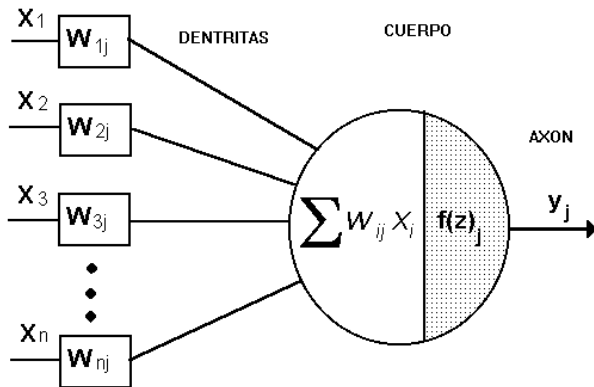 X1
W1j
DENTRITAS
CUERPO
X2
W2j
AXON
X3
W3j
∑ Wij Xi
f(z)j
yj
Xn
Wnj